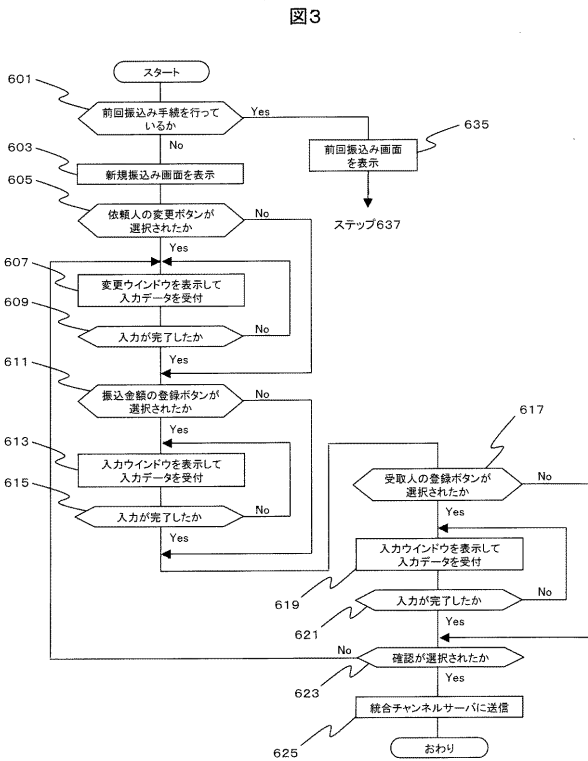 図3
スタート
601
前回振込み手続を行って
いるか
Yes
No
635
前回振込み画面
を表示
ステップ637
603
新規振込み画面を表示
605
依頼人の変更ボタンが
選択されたか
No
Yes
607
変更ウインドウを表示して
入力データを受付
609
入力が完了したか
No
Yes
611
振込金額の登録ボタンが
選択されたか
No
Yes
613
入力ウインドウを表示して
入力データを受付
615
入力が完了したか
No
Yes
617
受取人の登録ボタンが
選択されたか
No
Yes
入力ウインドウを表示して
入力データを受付
619
入力が完了したか
No
621
Yes
No
確認が選択されたか
623
Yes
統合チャンネルサーバに送信
625
おわり